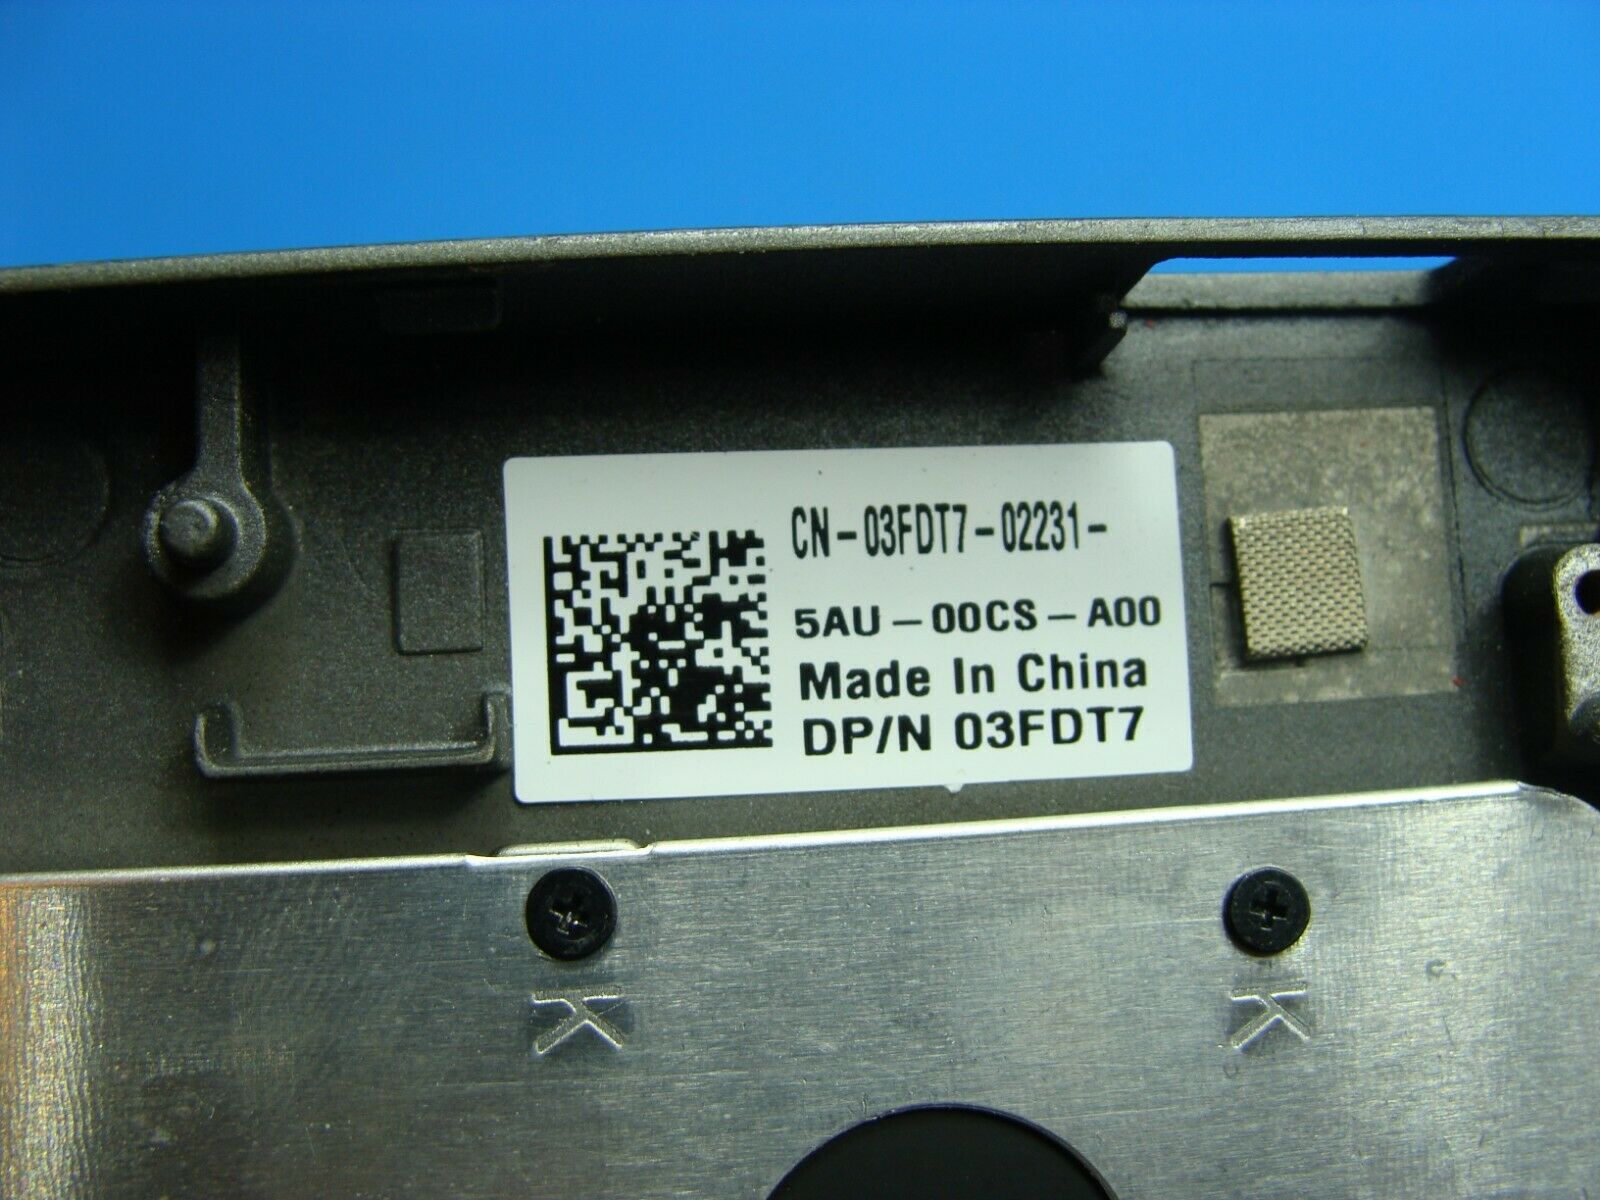 CN-03FDT7-02231-
5AU-00CS-A00
Made In China
DP/N 03FDT7
K K